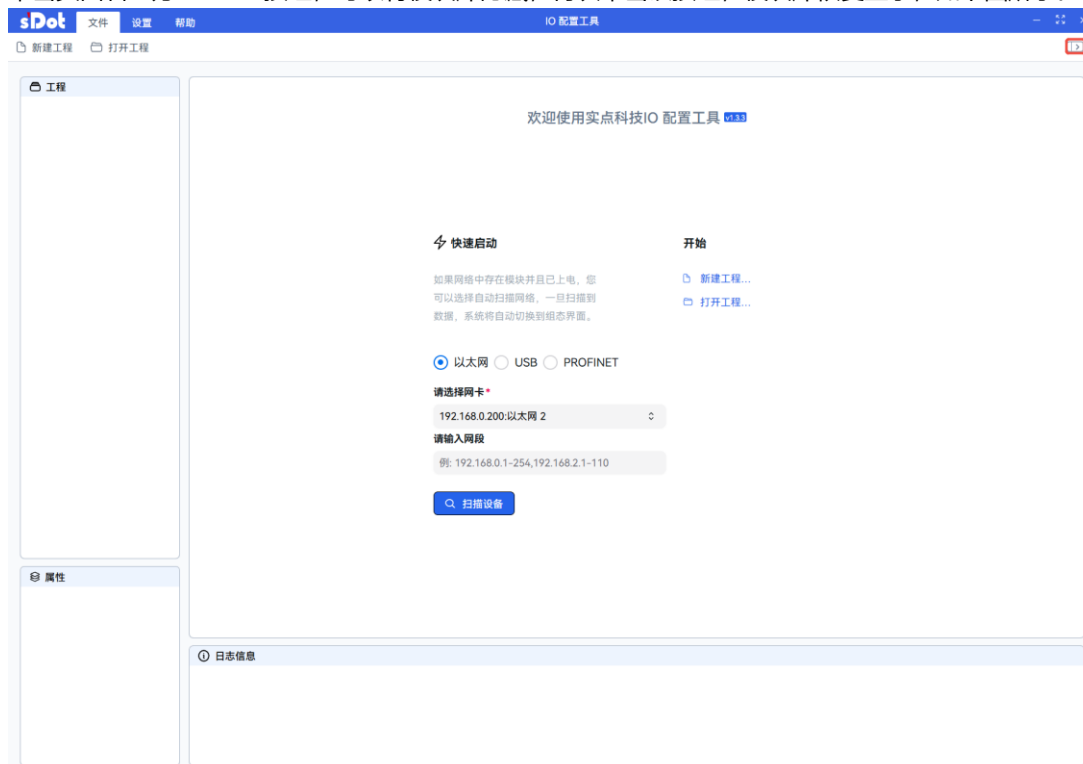 sDot 文件 设置 帮助 IO 配置工具
新建工程 打开工程
工程
欢迎使用实点科技IO 配置工具 v1.3.3
快速启动 开始
如果网络中存在模块并且已上电，您
可以选择自动扫描网络，一旦扫描到
数据，系统将自动切换到组态界面。
新建工程...
打开工程...
以太网 USB PROFINET
请选择网卡*
192.168.0.200:以太网 2
请输入网段
例: 192.168.0.1-254,192.168.2.1-110
扫描设备
属性
日志信息